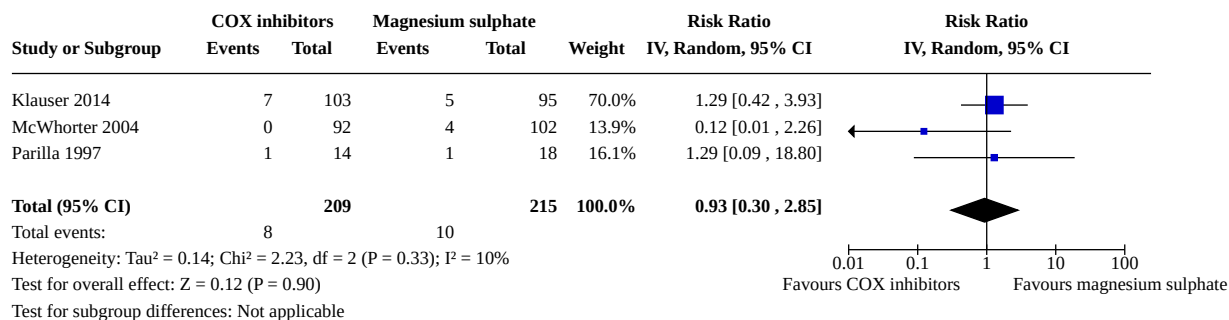 COX inhibitors Magnesium sulphate Risk Ratio Risk Ratio
Study or Subgroup Events Total Events Total Weight IV, Random, 95% CI IV, Random, 95% CI
Klauser 2014 7 103 5 95 70.0% 1.29 [0.42 , 3.93]
McWhorter 2004 0 92 4 102 13.9% 0.12 [0.01 , 2.26]
Parilla 1997 1 14 1 18 16.1% 1.29 [0.09 , 18.80]
Total (95% CI) 209 215 100.0% 0.93 [0.30 , 2.85]
Total events: 8 10
Heterogeneity: Tau² = 0.14; Chi² = 2.23, df = 2 (P = 0.33); I² = 10%
0.01 0.1 1 10 100
Test for overall effect: Z = 0.12 (P = 0.90) Favours COX inhibitors Favours magnesium sulphate
Test for subgroup differences: Not applicable